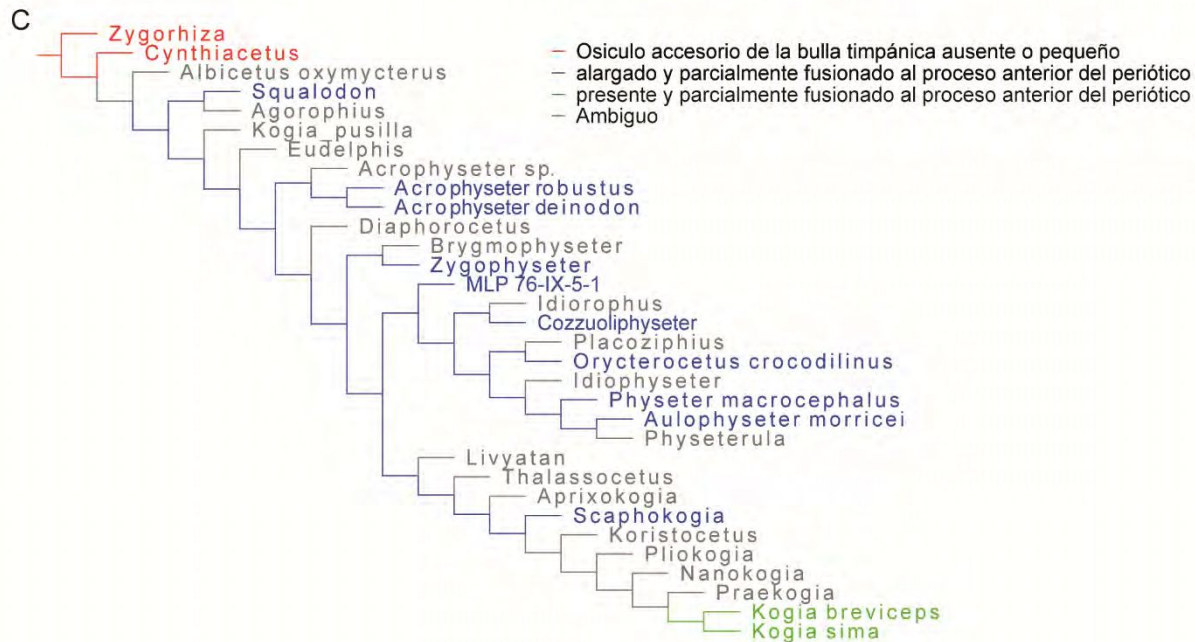 C
Zygorhiza
Cynthiacetus
Albicetus oxymycterus
Squalodon
Agorophius
Kogia_pusilla
Eudelphis
Acrophyseter sp.
Acrophyseter robustus
Acrophyseter deinodon
Diaphorocetus
Brygmophyseter
Zygophyseter
MLP 76-IX-5-1
Idiorophus
Cozzuoliphyseter
Placoziphius
Orycterocetus crocodilinus
Idiophyseter
Physeter macrocephalus
Aulophyseter morricei
Physeterula
Livyatan
Thalassocetus
Aprixokogia
Scaphokogia
Koristocetus
Pliokogia
Nanokogia
Praekogia
Kogia breviceps
Kogia sima
Osiculo accesorio de la bulla timpánica ausente o pequeño
alargado y parcialmente fusionado al proceso anterior del periótico
presente y parcialmente fusionado al proceso anterior del periótico
Ambiguo